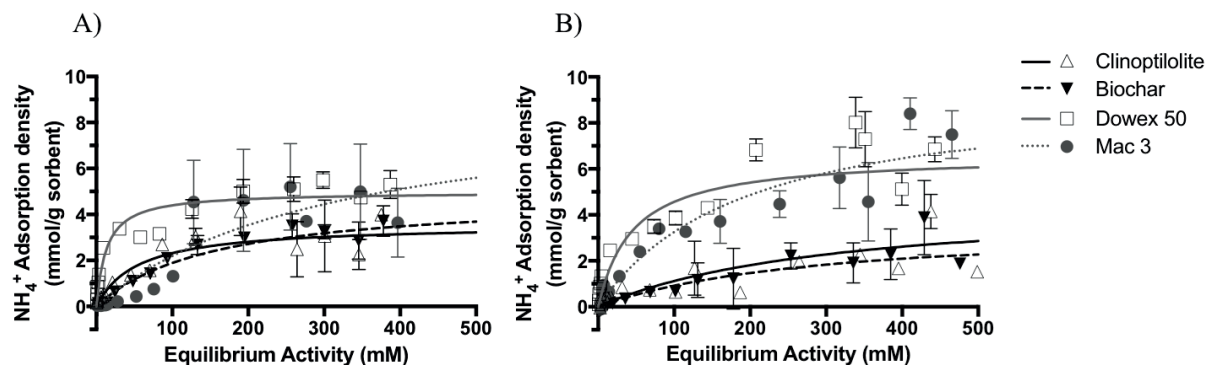 A)
NH4+ Adsorption density
(mmol/g sorbent)
10
8
6
4
2
0
100
200
300
400
500
Equilibrium Activity (mM)
B)
NH4+ Adsorption density
(mmol/g sorbent)
10
8
6
4
2
0
100
200
300
400
500
Equilibrium Activity (mM)
Clinoptilolite
Biochar
Dowex 50
Mac 3